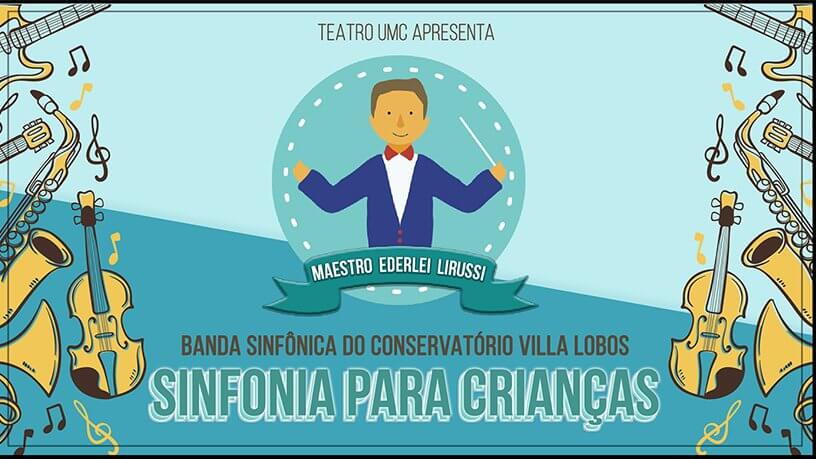 TEATRO UMC APRESENTA
MAESTRO EDERLEI LIRUSSI
BANDA SINFÔNICA DO CONSERVATÓRIO VILLA LOBOS
SINFONIA PARA CRIANÇAS